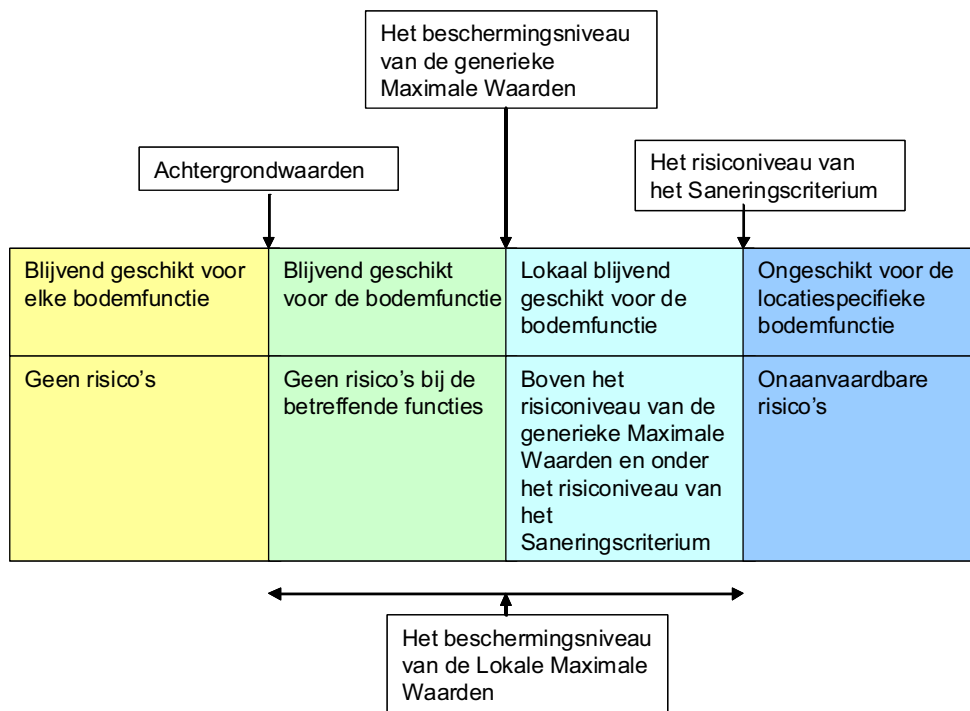 Het beschermingsniveau
van de generieke
Maximale Waarden
Achtergrondwaarden
Het risiconiveau van
het Saneringscriterium
Blijvend geschikt voor
elke bodemfunctie
Blijvend geschikt
voor de bodemfunctie
Lokaal blijvend
geschikt voor de
bodemfunctie
Ongeschikt voor de
locatiespecifieke
bodemfunctie
Geen risico's
Geen risico's bij de
betreffende functies
Boven het
risiconiveau van de
generieke Maximale
Waarden en onder
het risiconiveau van
het
Saneringscriterium
Onaanvaardbare
risico's
Het beschermingsniveau
van de Lokale Maximale
Waarden